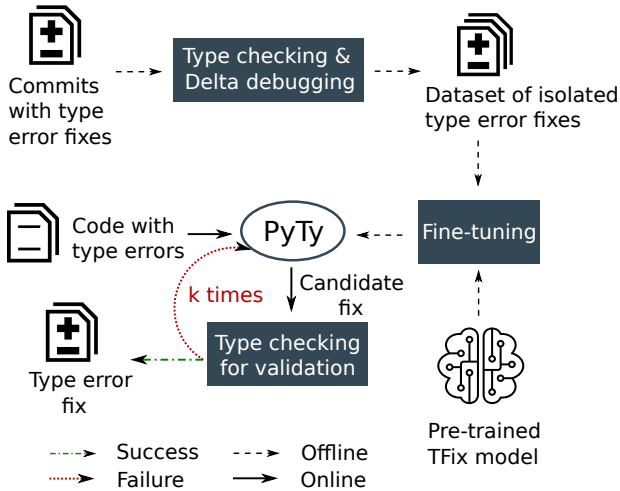 Commits
with type
error fixes
Type checking &
Delta debugging
Dataset of isolated
type error fixes
Code with
type errors
PyTy
Fine-tuning
k times
Candidate
fix
Type checking
for validation
Type error
fix
Pre-trained
TFix model
Success
Offline
Failure
Online